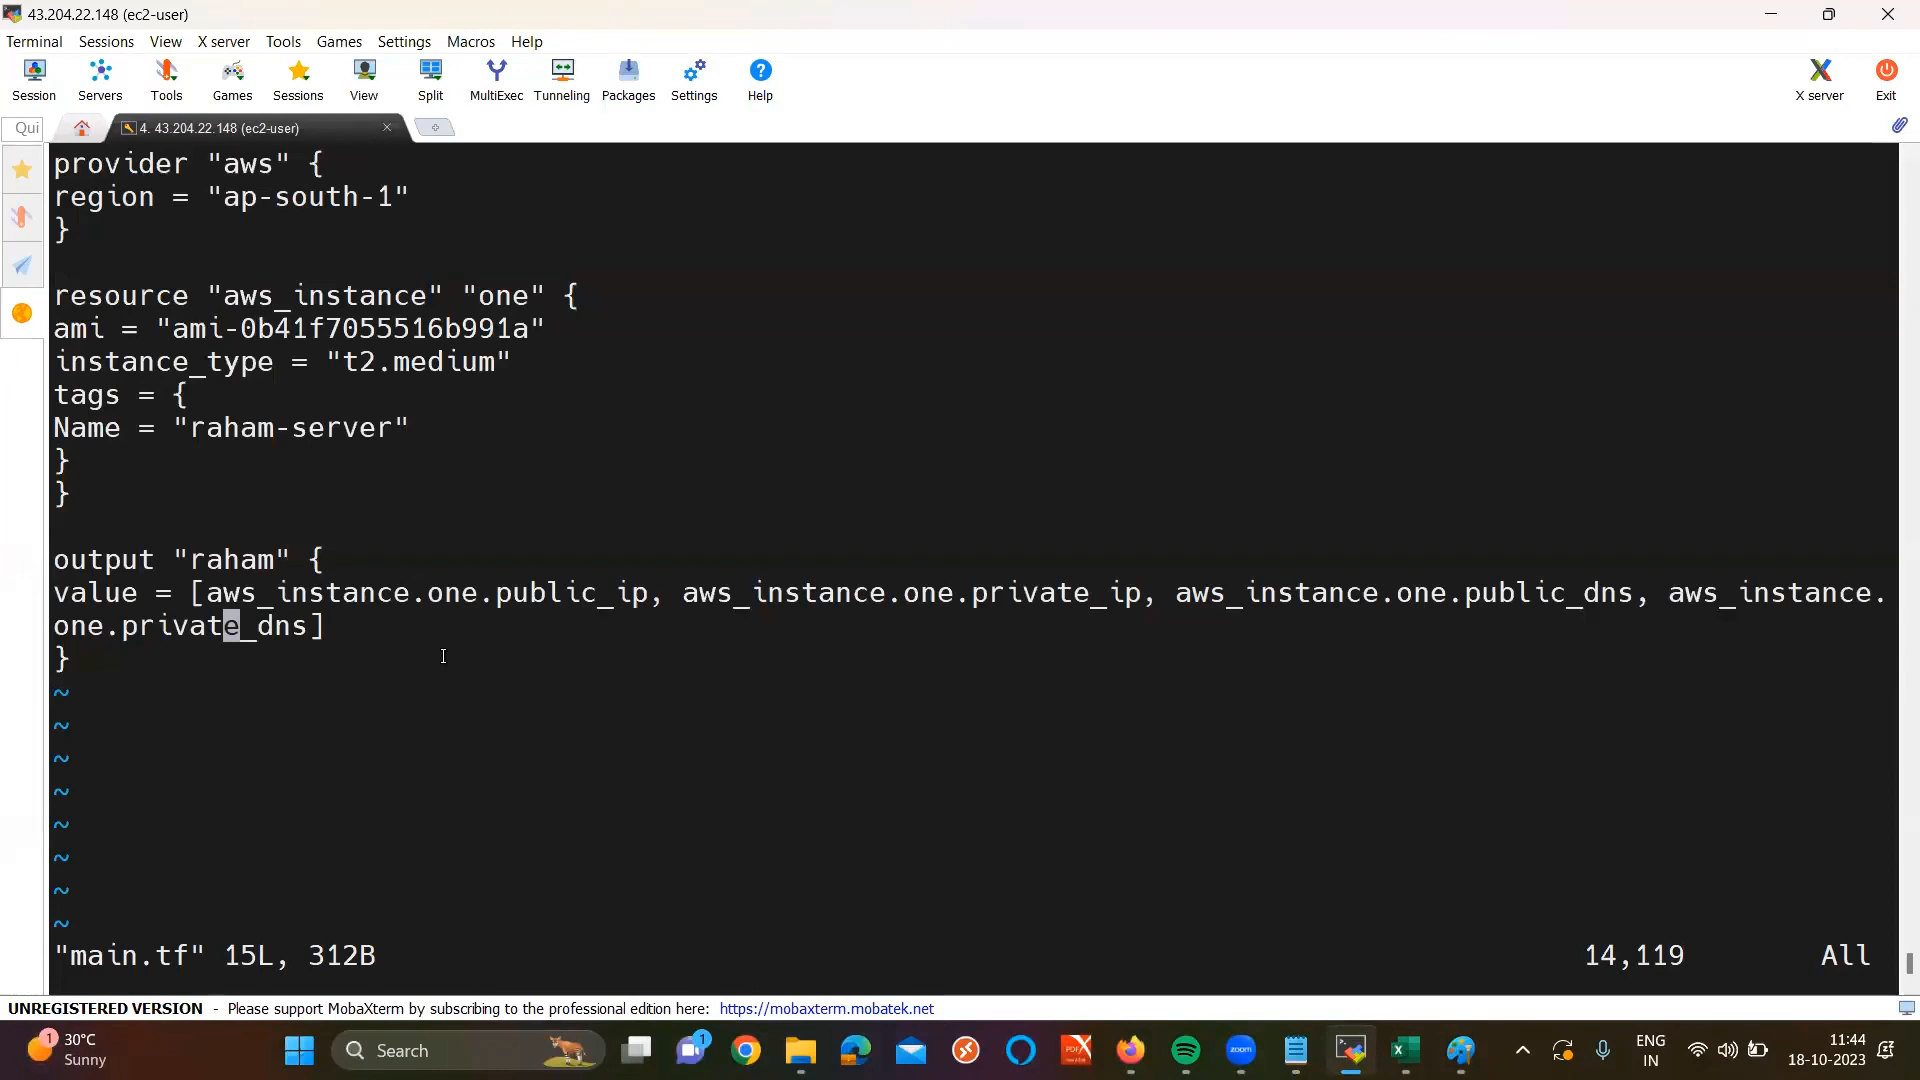 43.204.22.148 (ec2-user)
Terminal Sessions View X server Tools Games Settings Macros Help
Session Servers Tools Games Sessions View Split MultiExec Tunneling Packages Settings Help X server Exit
Qui 4. 43.204.22.148 (ec2-user)
provider "aws" {
region = "ap-south-1"
}
resource "aws_instance" "one" {
ami = "ami-0b41f7055516b991a"
instance_type = "t2.medium"
tags = {
Name = "raham-server"
}
}
output "raham" {
value = [aws_instance.one.public_ip, aws_instance.one.private_ip, aws_instance.one.public_dns, aws_instance.
one.private_dns]
}
~
~
~
~
~
~
~
~
"main.tf" 15L, 312B 14,119 All
UNREGISTERED VERSION - Please support MobaXterm by subscribing to the professional edition here: https://mobaxterm.mobatek.net
1 30°C
Sunny
Search
1
zoom
ENG
IN
11:44
18-10-2023